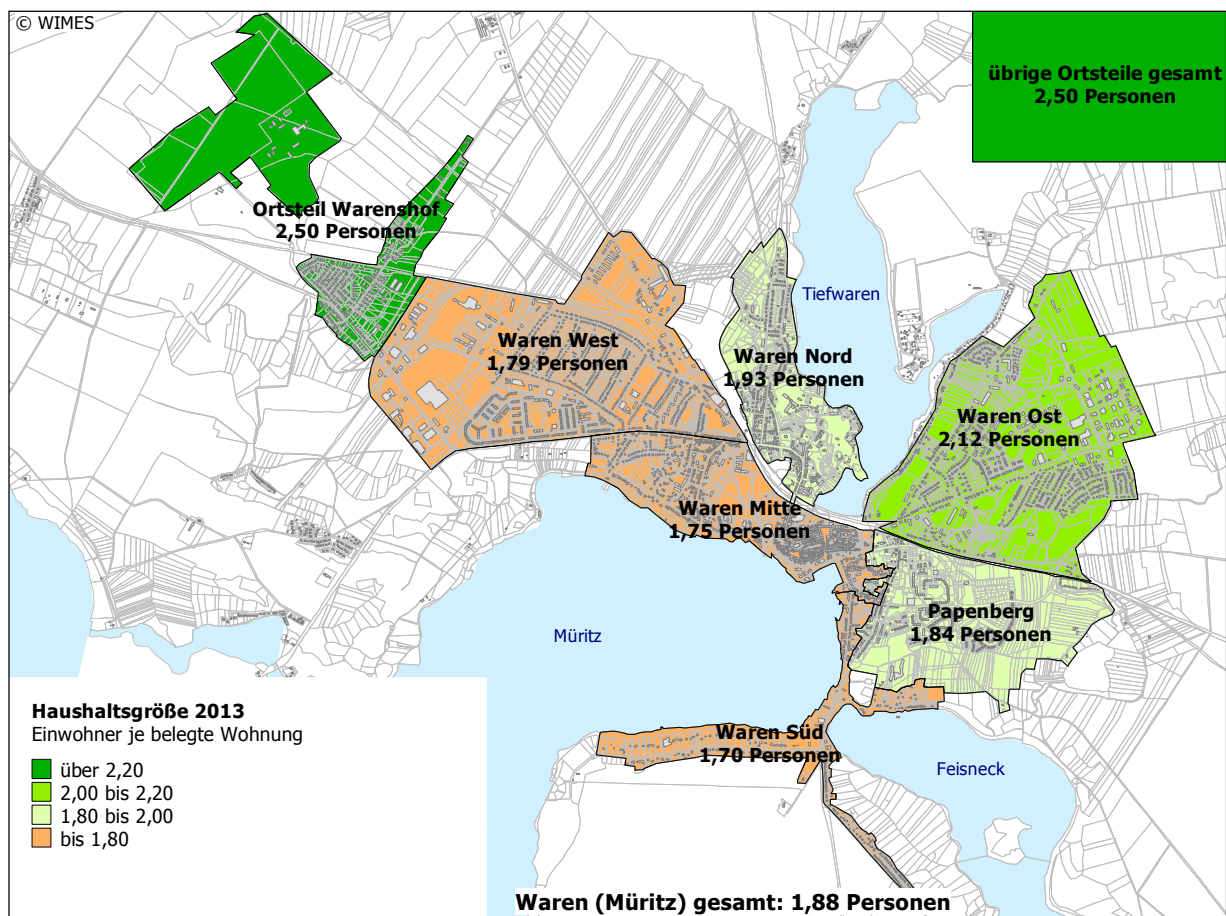 © WIMES
übrige Ortsteile gesamt
2,50 Personen
Ortsteil Warenshof
2,50 Personen
Tiefwaren
Waren West
1,79 Personen
Waren Nord
1,93 Personen
Waren Ost
2,12 Personen
Waren Mitte
1,75 Personen
Papenberg
1,84 Personen
Müritz
Waren Süd
1,70 Personen
Feisneck
Haushaltsgröße 2013
Einwohner je belegte Wohnung
über 2,20
2,00 bis 2,20
1,80 bis 2,00
bis 1,80
Waren (Müritz) gesamt: 1,88 Personen